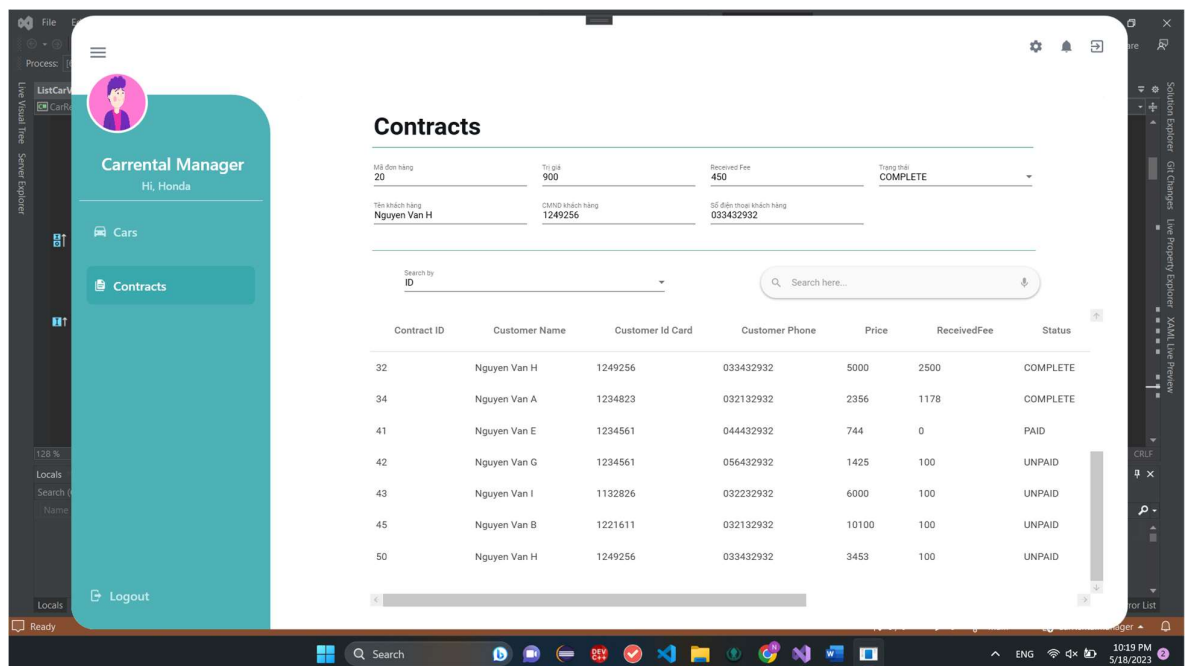 File
Process:
Live Visual Tree
Server Explorer
ListCarV
CarRe
128 %
Locals
Search (
Name
Locals
Ready
Carrental Manager
Hi, Honda
Cars
Contracts
Logout
Contracts
Mã đơn hàng
Trị giá
Received Fee
Trạng thái
20
900
450
COMPLETE
Tên khách hàng
CMND khách hàng
Số điện thoại khách hàng
Nguyen Van H
1249256
033432932
Search by
ID
Search here...
Contract ID Customer Name Customer Id Card Customer Phone Price ReceivedFee Status
32 Nguyen Van H 1249256 033432932 5000 2500 COMPLETE
34 Nguyen Van A 1234823 032132932 2356 1178 COMPLETE
41 Nguyen Van E 1234561 044432932 744 0 PAID
42 Nguyen Van G 1234561 056432932 1425 100 UNPAID
43 Nguyen Van I 1132826 032232932 6000 100 UNPAID
45 Nguyen Van B 1221611 032132932 10100 100 UNPAID
50 Nguyen Van H 1249256 033432932 3453 100 UNPAID
are
Solution Explorer
Git Changes
Live Property Explorer
XAML Live Preview
CRLF
ror List
Search
DEV
C++
ENG
10:19 PM
5/18/2023
2